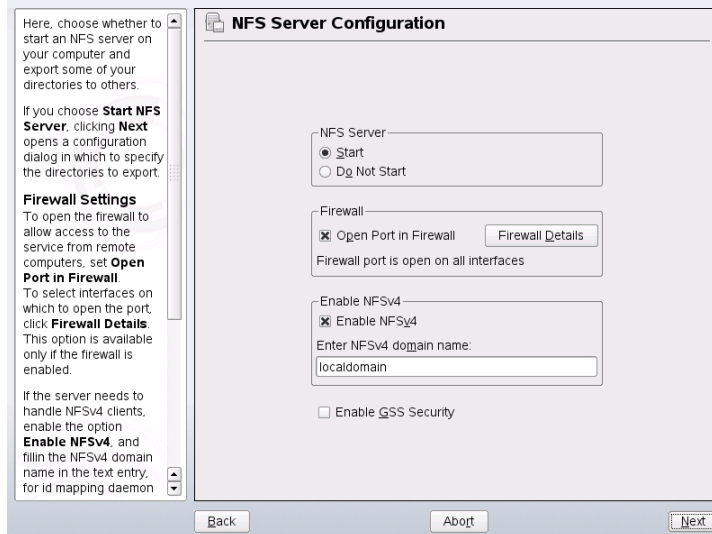 Here, choose whether to
start an NFS server on
your computer and
export some of your
directories to others.
If you choose Start NFS
Server, clicking Next
opens a configuration
dialog in which to specify
the directories to export.
Firewall Settings
To open the firewall to
allow access to the
service from remote
computers, set Open
Port in Firewall.
To select interfaces on
which to open the port,
click Firewall Details.
This option is available
only if the firewall is
enabled.
If the server needs to
handle NFSv4 clients,
enable the option
Enable NFSv4, and
fillin the NFSv4 domain
name in the text entry,
for id mapping daemon
NFS Server Configuration
NFS Server
Start
Do Not Start
Firewall
Open Port in Firewall
Firewall Details
Firewall port is open on all interfaces
Enable NFSv4
Enable NFSv4
Enter NFSv4 domain name:
localdomain
Enable GSS Security
Back
Abort
Next